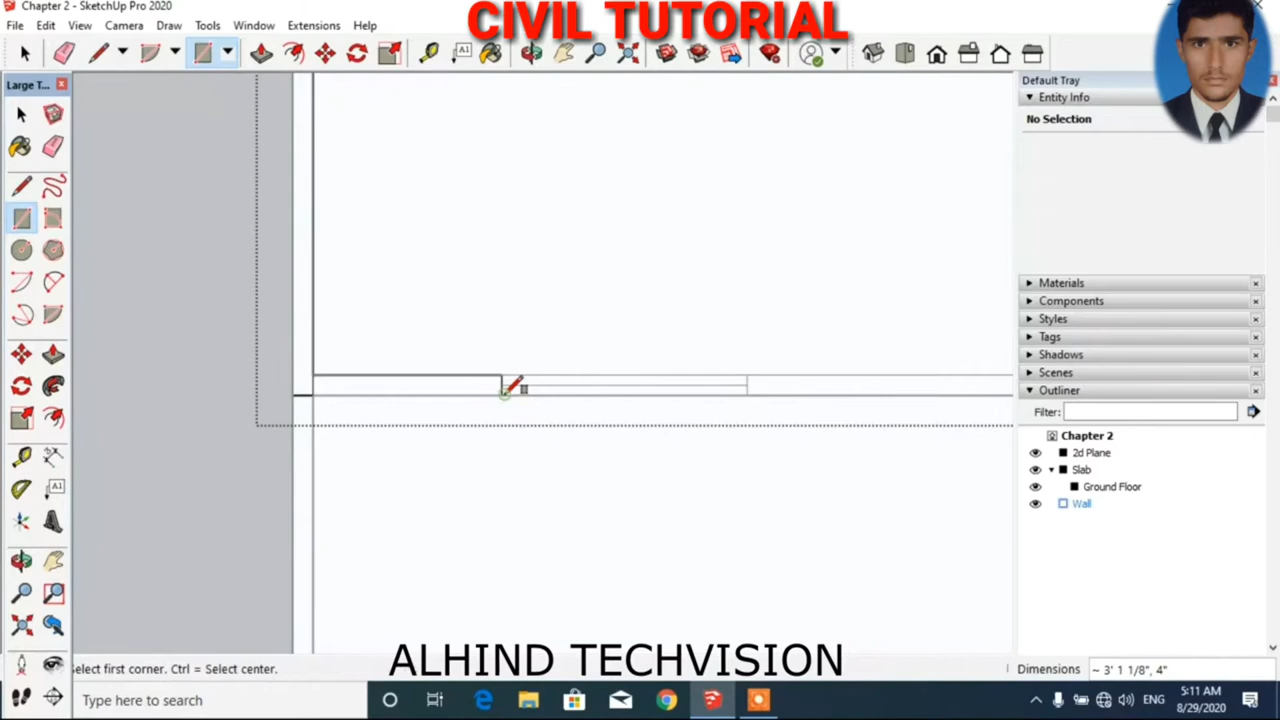 Chapter 2 - SketchUp Pro 2020
CIVIL TUTORIAL
File Edit View Camera Draw Tools Window Extensions Help
Large T...
Default Tray
Entity Info
No Selection
Materials
Components
Styles
Tags
Shadows
Scenes
Outliner
Filter:
Chapter 2
2d Plane
Slab
Ground Floor
Wall
Select first corner. Ctrl = Select center.
ALHIND TECHVISION
Dimensions ~ 3' 1 1/8", 4"
Type here to search
ENG
5:11 AM
8/29/2020